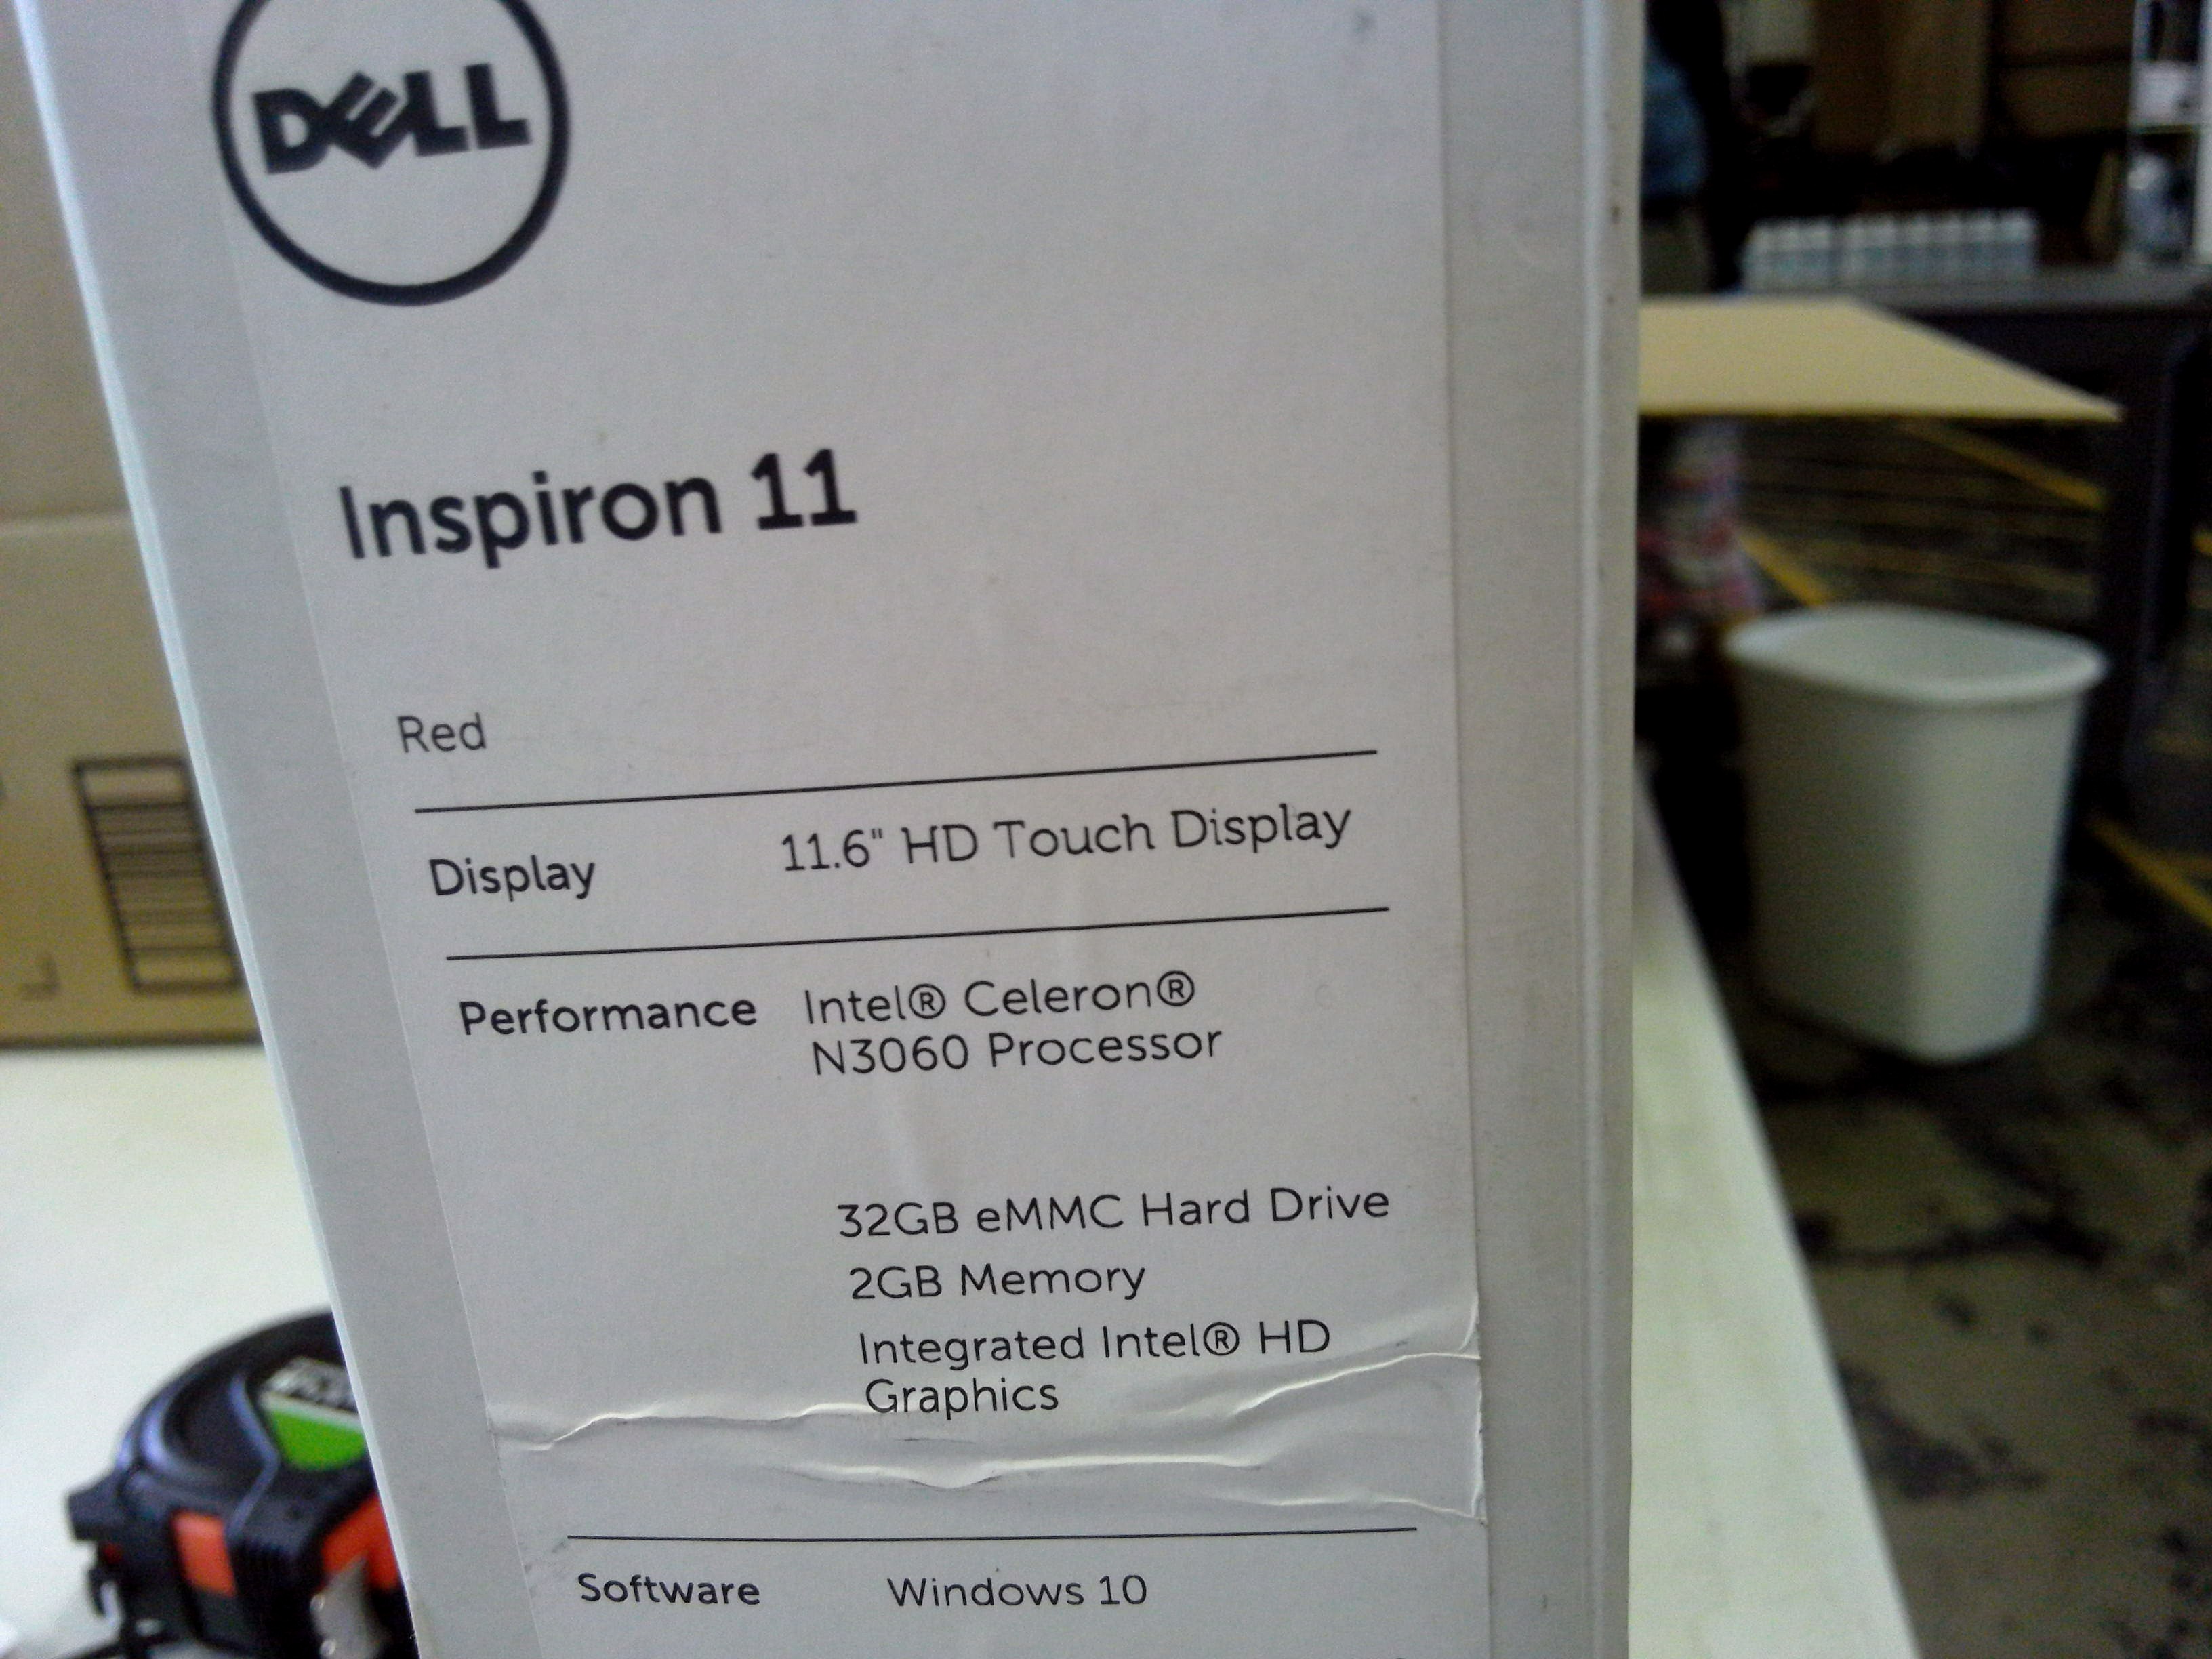 DELL
Inspiron 11
Red
Display 11.6" HD Touch Display
Performance Intel® Celeron®
N3060 Processor
32GB eMMC Hard Drive
2GB Memory
Integrated Intel® HD
Graphics
Software Windows 10